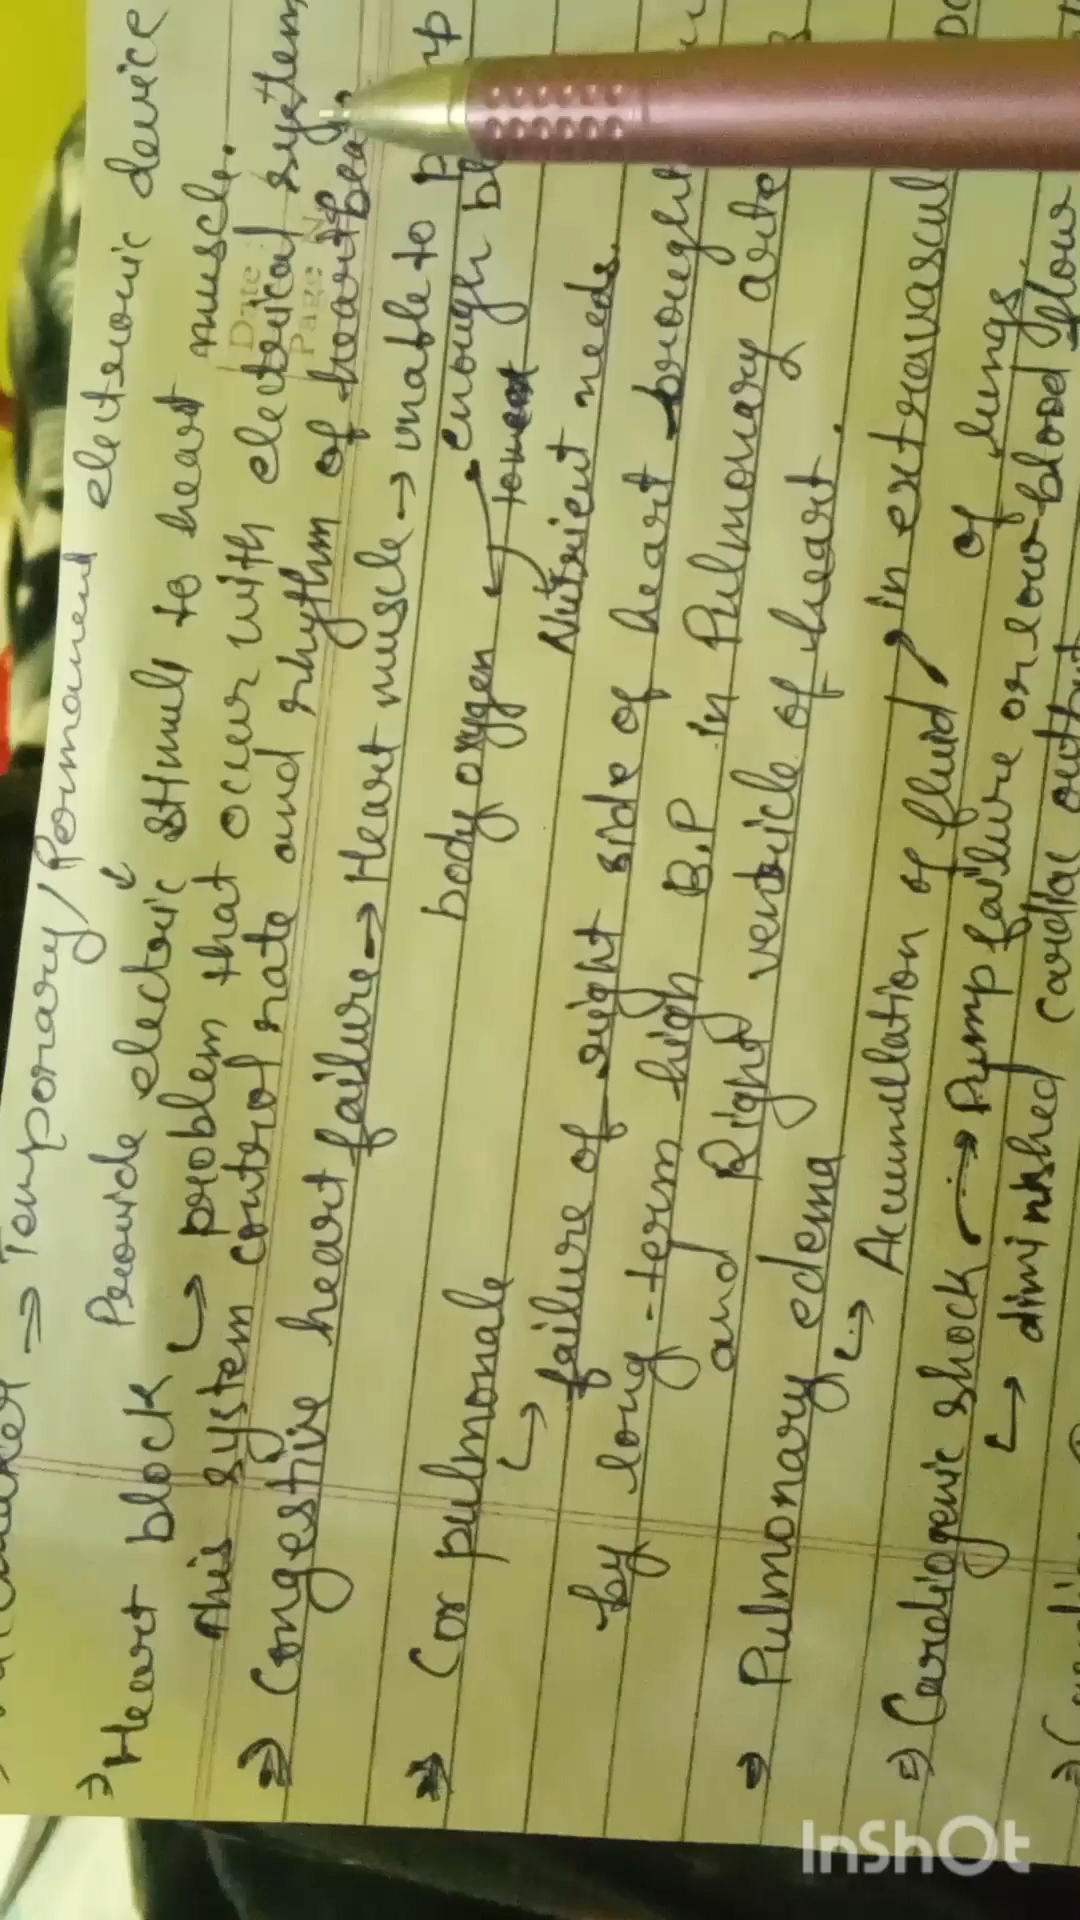 ⇒ Temporary/Permanent electronic device
Provide electric stimuli to heart muscle.
⇒ Heart block ↳ problem that occur with electrical system
Date
Page
This system control rate and rhythm of heart
⇒ Congestive heart failure → Heart muscle → unable to
enough
body oxygen
Nutrient needs.
Cor pulmonale
↳ failure of right side of heart brought
by long-term high B.P in Pulmonary
and Right ventricle of heart.
→ Pulmonary edema
↳ Accumullation of fluid, in extravascul
of lungs
⇒ Cardiogenic shock → Pump failure or low blood flow
↳ diminished cardiac output
InShOt